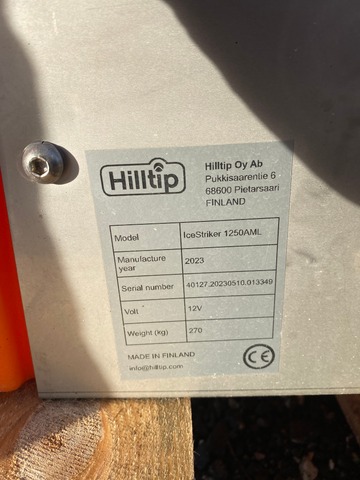 Hilltip
Hilltip Oy Ab
Pukkisaarentie 6
68600 Pietarsaari
FINLAND
Model IceStriker 1250AML
Manufacture year 2023
Serial number 40127.20230510.013349
Volt 12V
Weight (kg) 270
MADE IN FINLAND
info@hilltip.com
CE